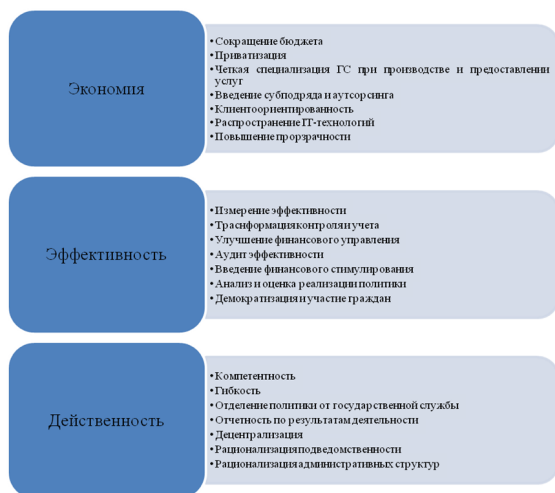 Экономия
• Сокращение бюджета
• Приватизация
• Четкая специализация ГС при производстве и предоставлении
услуг
• Введение субподряда и аутсорсинга
• Клиентоориентированность
• Распространение IT-технологий
• Повышение прорзрачности
Эффективность
• Измерение эффективности
• Траснформация контроля и учета
• Улучшение финансового управления
• Аудит эффективности
• Введение финансового стимулирования
• Анализ и оценка реализации политики
• Демократизация и участие граждан
Действенность
• Компетентность
• Гибкость
• Отделение политики от государственной службы
• Отчетность по результатам деятельности
• Децентрализация
• Рационализация подведомственности
• Рационализация административных структур